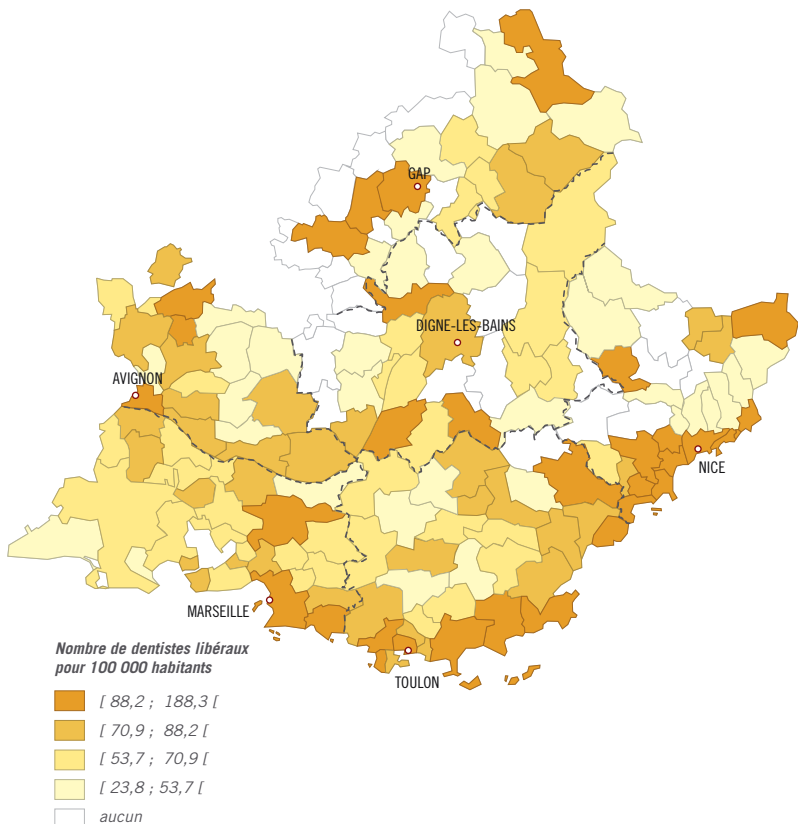 GAP
DIGNE-LES-BAINS
AVIGNON
NICE
MARSEILLE
TOULON
Nombre de dentistes libéraux
pour 100 000 habitants
[ 88,2 ; 188,3 [
[ 70,9 ; 88,2 [
[ 53,7 ; 70,9 [
[ 23,8 ; 53,7 [
aucun